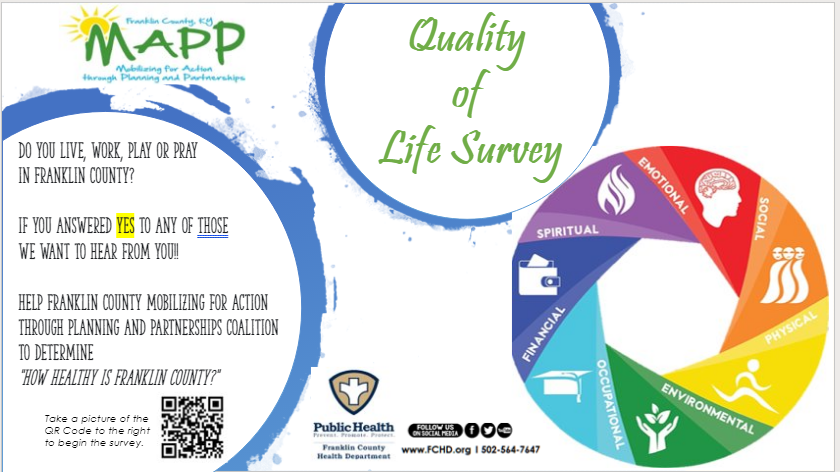 Franklin County, KY
MAPP
Mobilizing for Action
through Planning and Partnerships
Quality
of
Life Survey
DO YOU LIVE, WORK, PLAY OR PRAY
IN FRANKLIN COUNTY?
IF YOU ANSWERED YES TO ANY OF THOSE
WE WANT TO HEAR FROM YOU!!
HELP FRANKLIN COUNTY MOBILIZING FOR ACTION
THROUGH PLANNING AND PARTNERSHIPS COALITION
TO DETERMINE
"HOW HEALTHY IS FRANKLIN COUNTY?"
Take a picture of the
QR Code to the right
to begin the survey.
Public Health
Prevent. Promote. Protect.
Franklin County
Health Department
FOLLOW US
ON SOCIAL MEDIA
www.FCHD.org | 502-564-7647
EMOTIONAL
SOCIAL
PHYSICAL
ENVIRONMENTAL
OCCUPATIONAL
FINANCIAL
SPIRITUAL